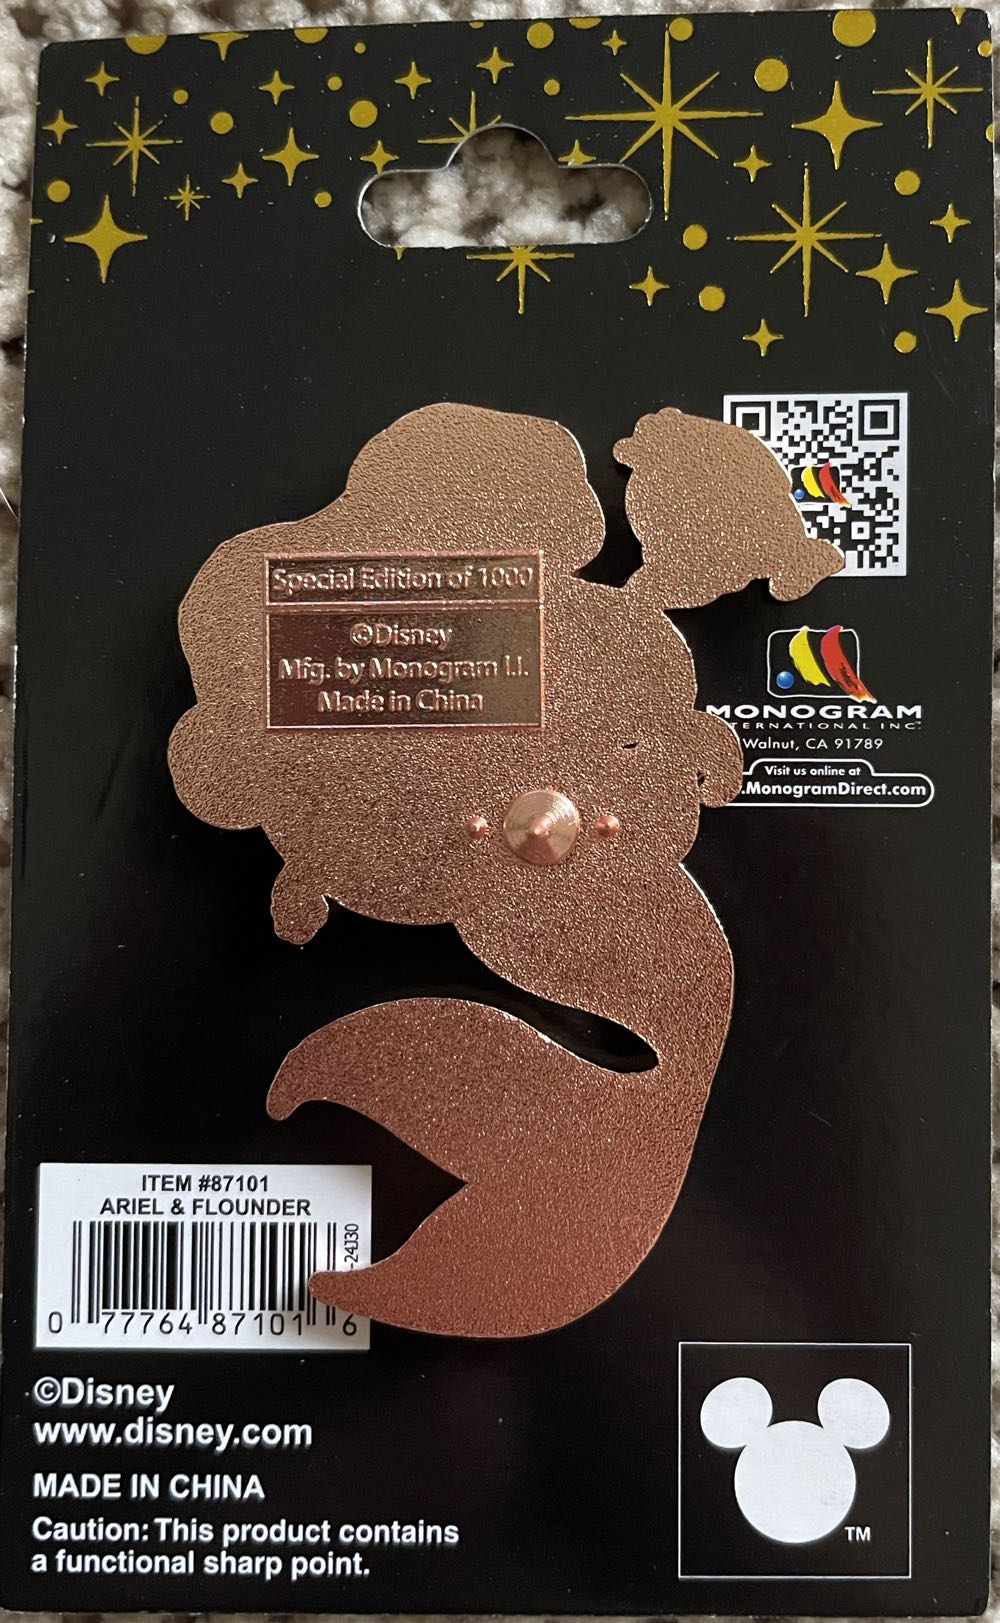 Special Edition of 1000
©Disney
Mfg. by Monogram I.I.
Made in China
MONOGRAM
TERNATIONAL INC.
Walnut, CA 91789
Visit us online at
.MonogramDirect.com
ITEM #87101
ARIEL & FLOUNDER
-24J30
0 77764 87101 6
©Disney
www.disney.com
MADE IN CHINA
Caution: This product contains
a functional sharp point.
TM